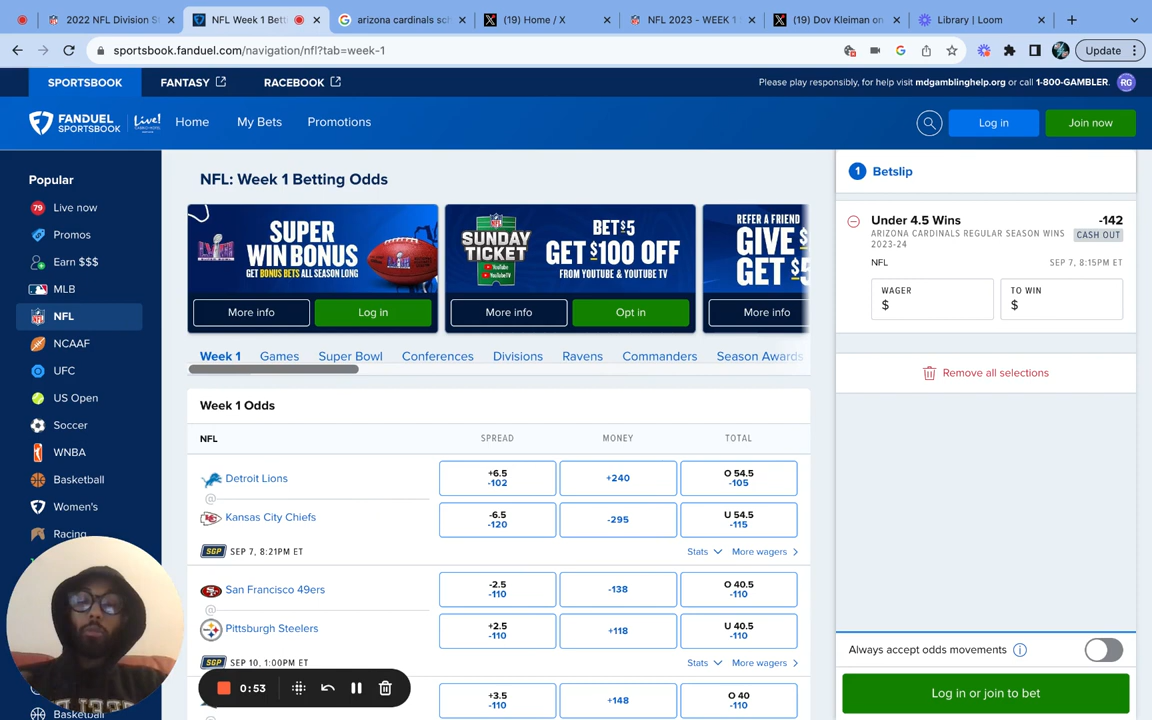 2022 NFL Division S
NFL Week 1 Bett
arizona cardinals sc
(19) Home / X
NFL 2023 - WEEK 1
(19) Dov Kleiman on
Library | Loom
sportsbook.fanduel.com/navigation/nfl?tab=week-1
Update
SPORTSBOOK
FANTASY
RACEBOOK
Please play responsibly, for help visit mdgamblinghelp.org or call 1-800-GAMBLER.
RG
FANDUEL
SPORTSBOOK
Live!
Home
My Bets
Promotions
Log in
Join now
Popular
79
Live now
Promos
Earn $$$
MLB
NFL
NCAAF
UFC
US Open
Soccer
WNBA
Basketball
Women's
Racing
Basketball
NFL: Week 1 Betting Odds
SUPER
WIN BONUS
GET BONUS BETS ALL SEASON LONG
More info
Log in
SUNDAY
TICKET
YouTube
YouTubeTV
BET $5
GET $100 OFF
FROM YOUTUBE & YOUTUBE TV
More info
Opt in
REFER A FRIEND
GIVE $
GET $
More info
Week 1
Games
Super Bowl
Conferences
Divisions
Ravens
Commanders
Season Awards
Week 1 Odds
NFL
SPREAD
MONEY
TOTAL
Detroit Lions
+6.5
-102
+240
O 54.5
-105
@
Kansas City Chiefs
-6.5
-120
-295
U 54.5
-115
SGP
SEP 7, 8:21PM ET
Stats
More wagers
San Francisco 49ers
-2.5
-110
-138
O 40.5
-110
@
Pittsburgh Steelers
+2.5
-110
+118
U 40.5
-110
SGP
SEP 10, 1:00PM ET
Stats
More wagers
+3.5
-110
+148
O 40
-110
0:53
1
Betslip
Under 4.5 Wins
-142
ARIZONA CARDINALS REGULAR SEASON WINS
2023-24
CASH OUT
NFL
SEP 7, 8:15PM ET
WAGER
$
TO WIN
$
Remove all selections
Always accept odds movements
Log in or join to bet